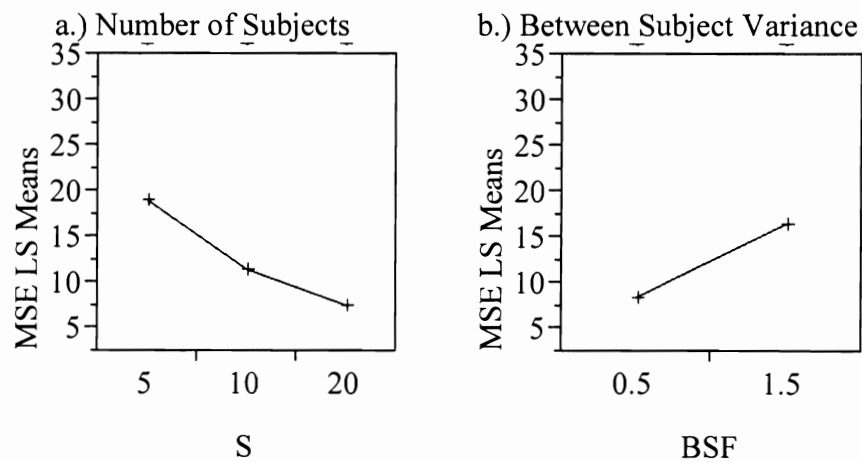 a.) Number of Subjects
35
30
25
20
15
10
5
MSE LS Means
5 10 20
S
b.) Between Subject Variance
35
30
25
20
15
10
5
MSE LS Means
0.5 1.5
BSF